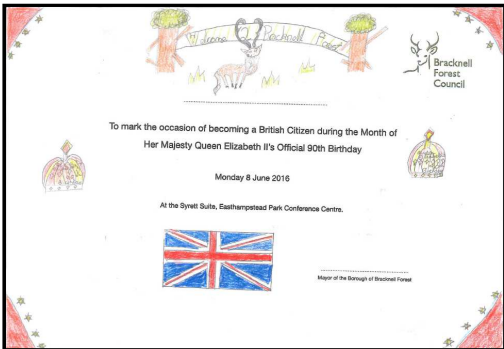 Welcome To Bracknell Forest
Bracknell
Forest
Council
To mark the occasion of becoming a British Citizen during the Month of
Her Majesty Queen Elizabeth II's Official 90th Birthday
Monday 8 June 2016
At the Syrett Suite, Easthampstead Park Conference Centre.
Mayor of the Borough of Bracknell Forest